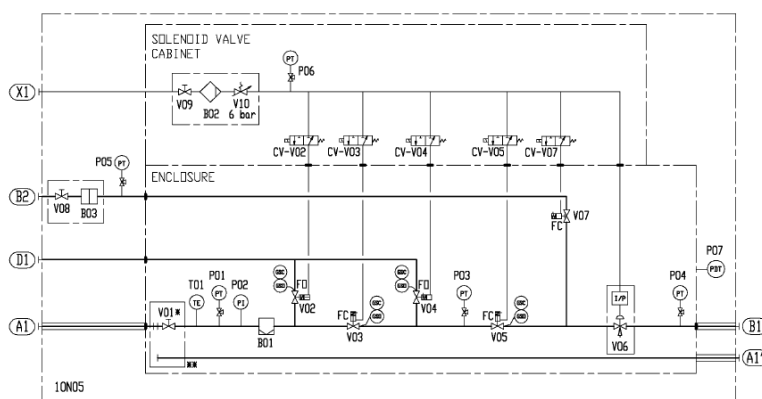 SOLENOID VALVE
CABINET
PT
P06
X1
V09
B02
V10
6 bar
P05
PT
CV-V02
CV-V03
CV-V04
CV-V05
CV-V07
ENCLOSURE
B2
V08
B03
V07
FC
D1
P07
PDT
T01
P01
P02
GSC
GSO
FO
V02
GSC
GSO
FO
V04
P03
GSC
GSO
I/P
P04
TE
PT
PI
PT
PT
A1
V01*
B01
FC
V03
GSC
GSO
FC
V05
V06
B1
**
A1'
10N05